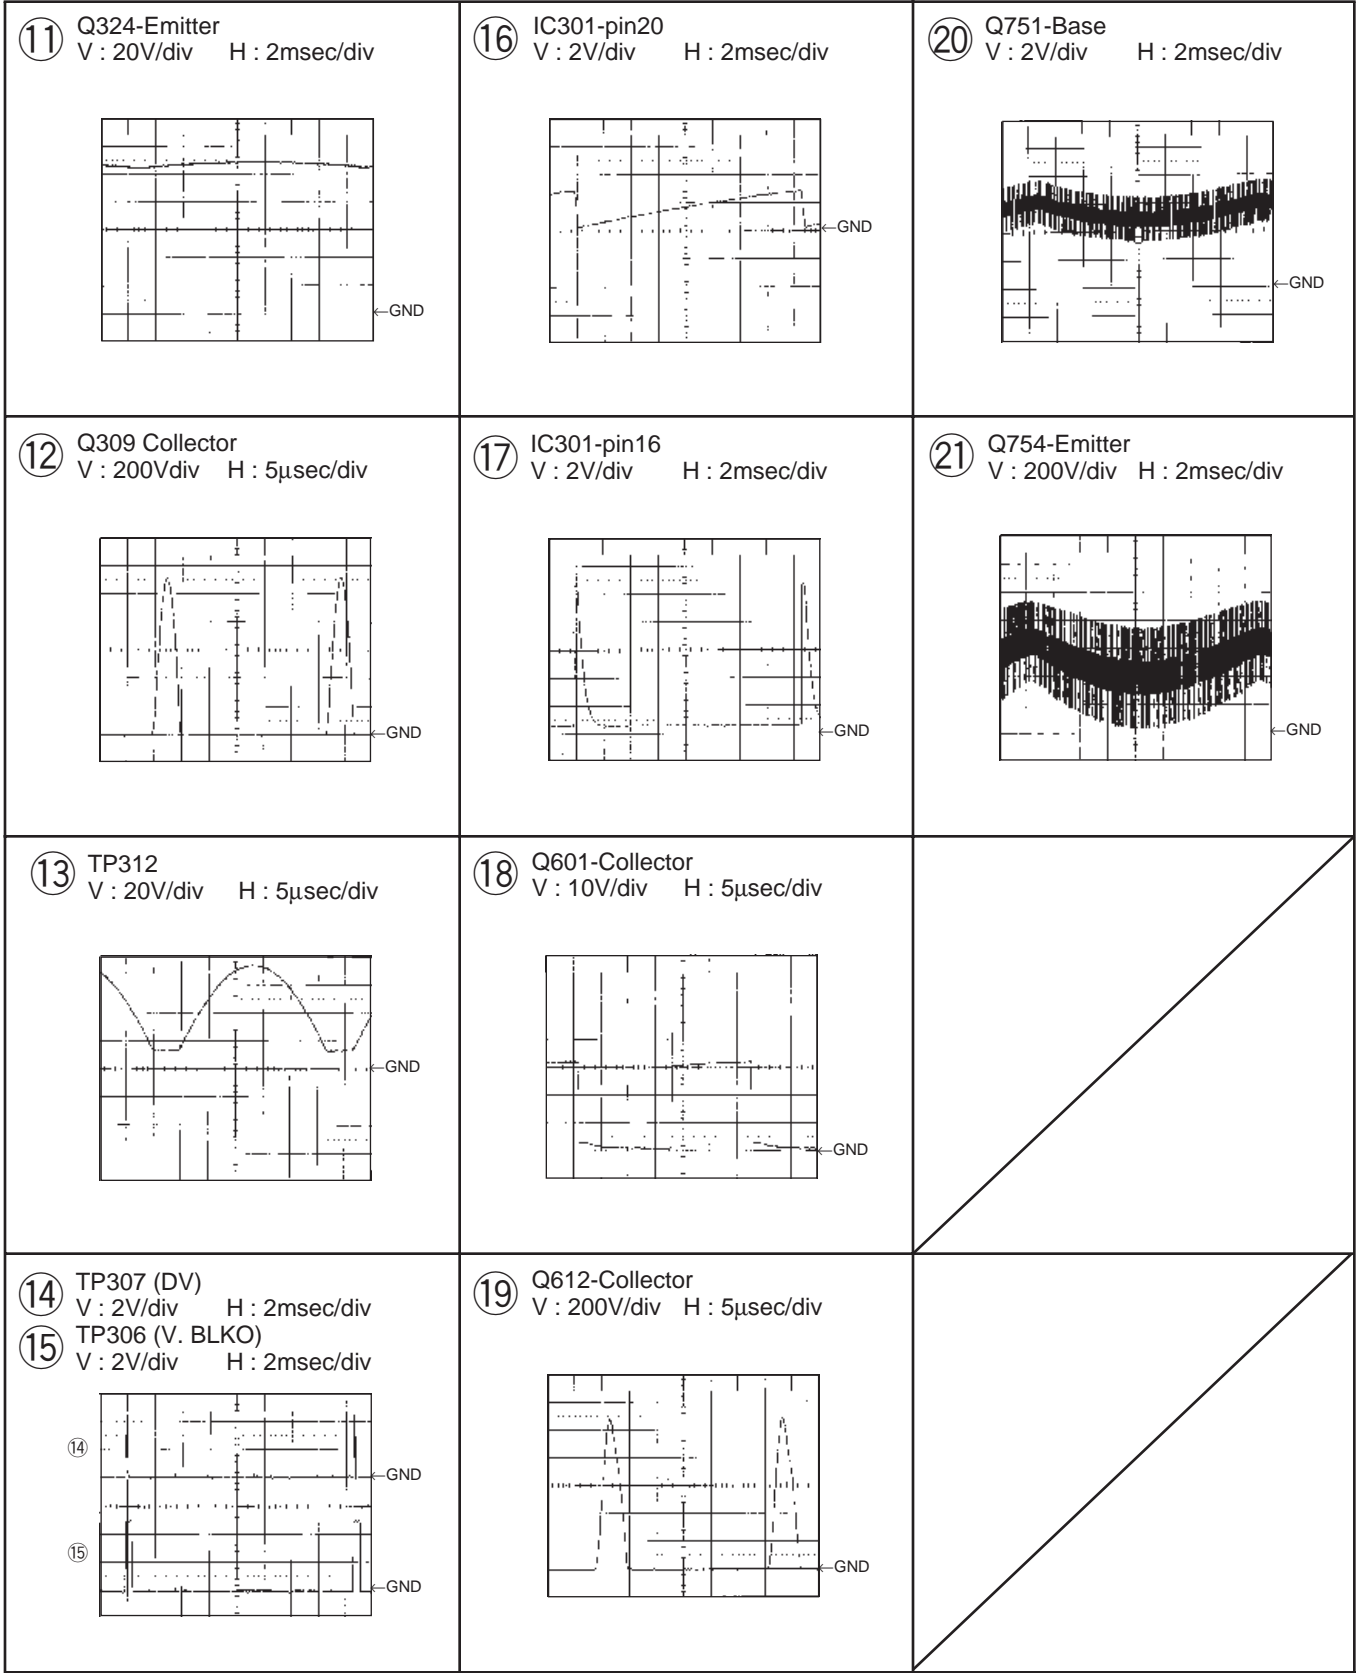 ⑪ Q324-Emitter
V : 20V/div H : 2msec/div
←GND
⑯ IC301-pin20
V : 2V/div H : 2msec/div
←GND
⑳ Q751-Base
V : 2V/div H : 2msec/div
←GND
⑫ Q309 Collector
V : 200Vdiv H : 5μsec/div
←GND
⑰ IC301-pin16
V : 2V/div H : 2msec/div
←GND
㉑ Q754-Emitter
V : 200V/div H : 2msec/div
←GND
⑬ TP312
V : 20V/div H : 5μsec/div
←GND
⑱ Q601-Collector
V : 10V/div H : 5μsec/div
←GND
⑭ TP307 (DV)
V : 2V/div H : 2msec/div
⑮ TP306 (V. BLKO)
V : 2V/div H : 2msec/div
⑭
←GND
⑮
←GND
⑲ Q612-Collector
V : 200V/div H : 5μsec/div
←GND